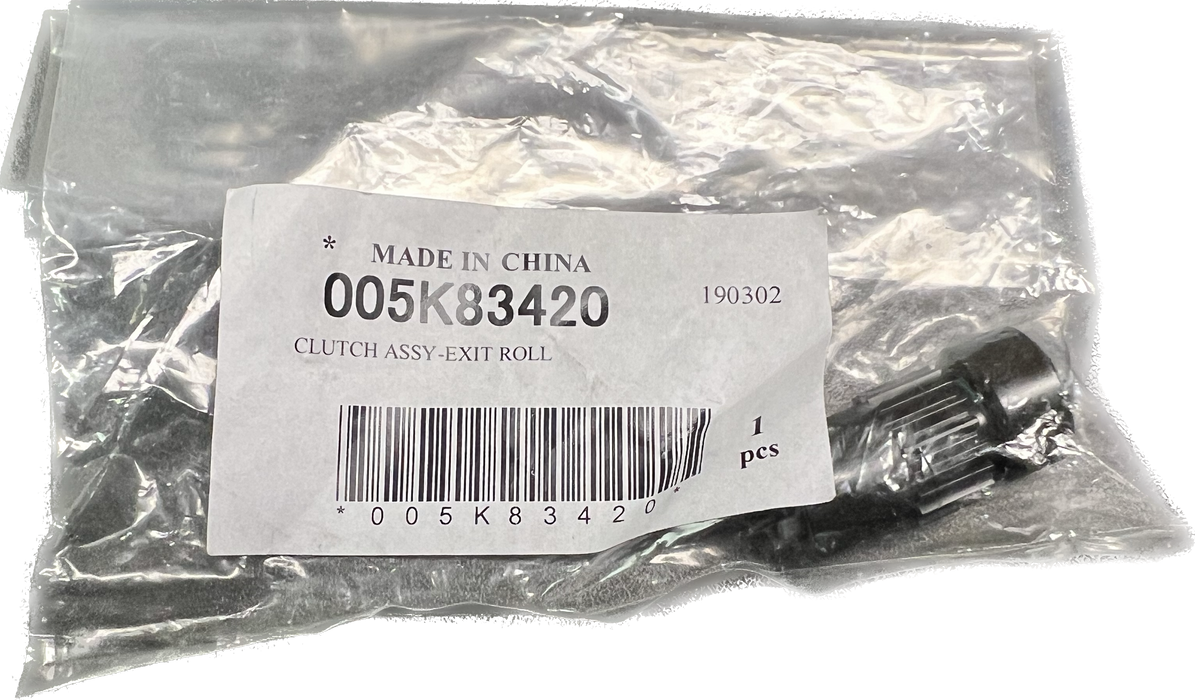 * MADE IN CHINA
005K83420
190302
CLUTCH ASSY-EXIT ROLL
1
pcs
*005K83420*